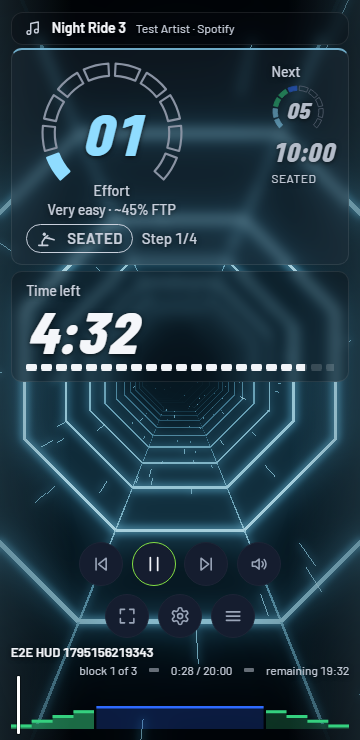 Night Ride 3 Test Artist · Spotify
Next
01
05
10:00
SEATED
Effort
Very easy · ~45% FTP
SEATED Step 1/4
Time left
4:32
E2E HUD 1795156219343
block 1 of 3 0:28 / 20:00 remaining 19:32